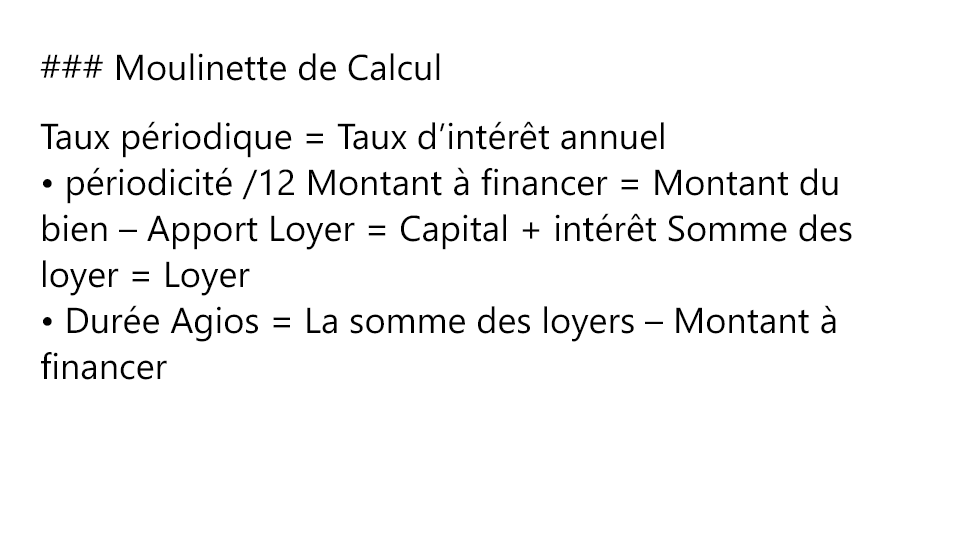 ### Moulinette de Calcul
Taux périodique = Taux d’intérêt annuel
• périodicité /12 Montant à financer = Montant du
bien – Apport Loyer = Capital + intérêt Somme des
loyer = Loyer
• Durée Agios = La somme des loyers – Montant à
financer